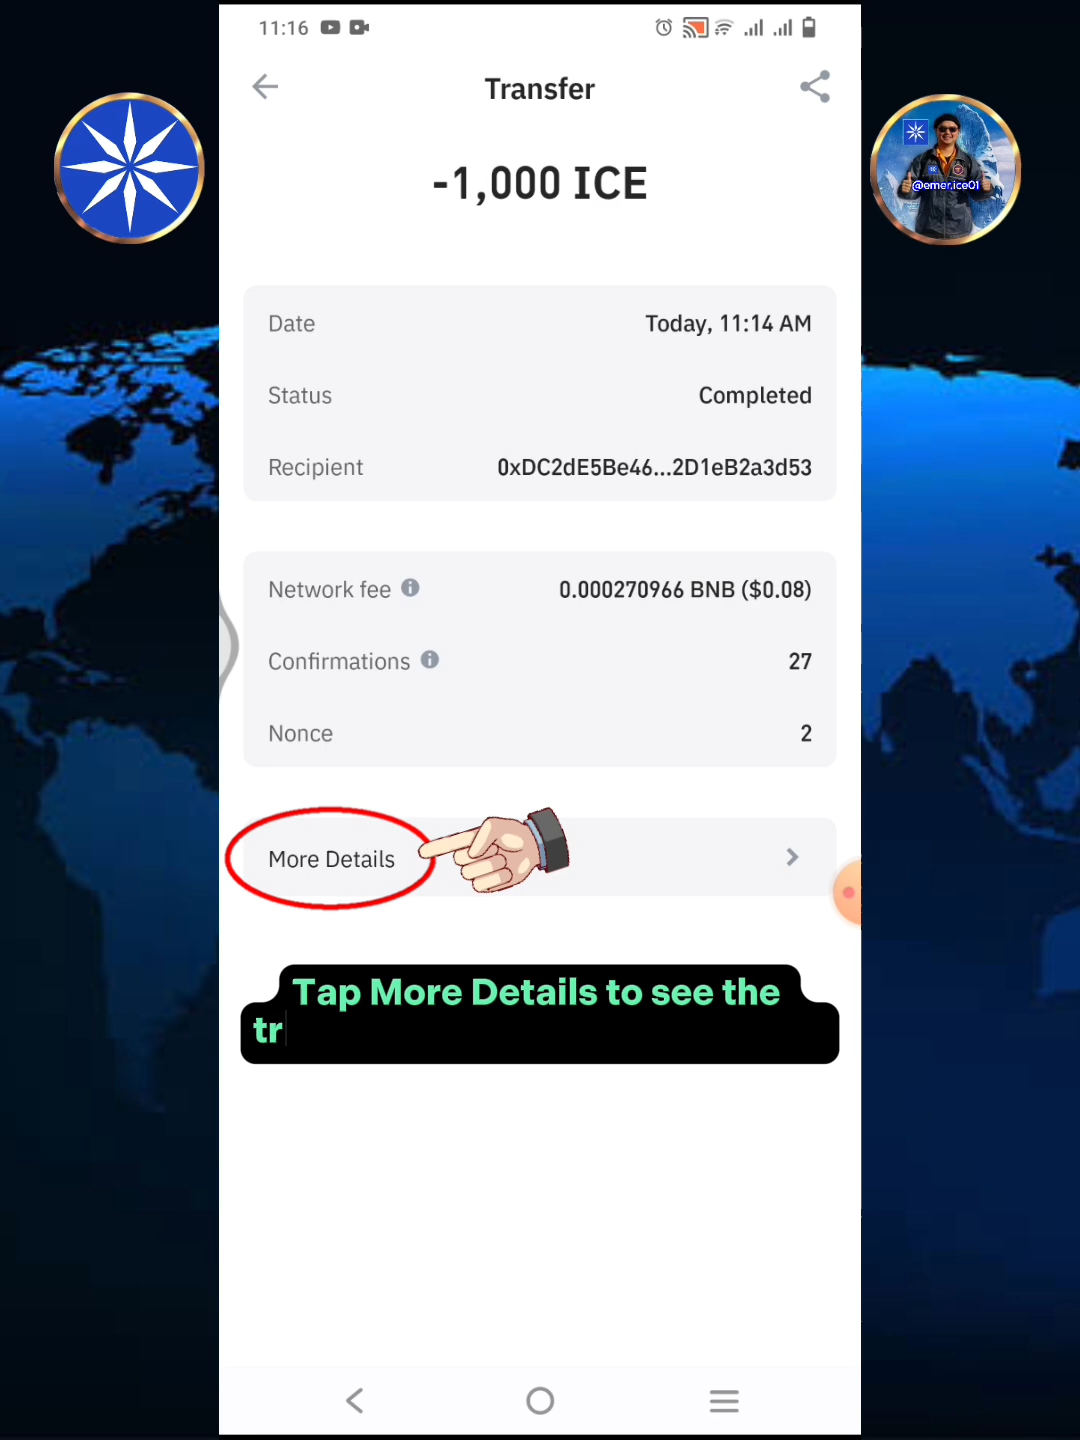 11:16
Transfer
@emer.ice01
-1,000 ICE
Date Today, 11:14 AM
Status Completed
Recipient 0xDC2dE5Be46...2D1eB2a3d53
Network fee 0.000270966 BNB ($0.08)
Confirmations 27
Nonce 2
More Details
Tap More Details to see the
tr